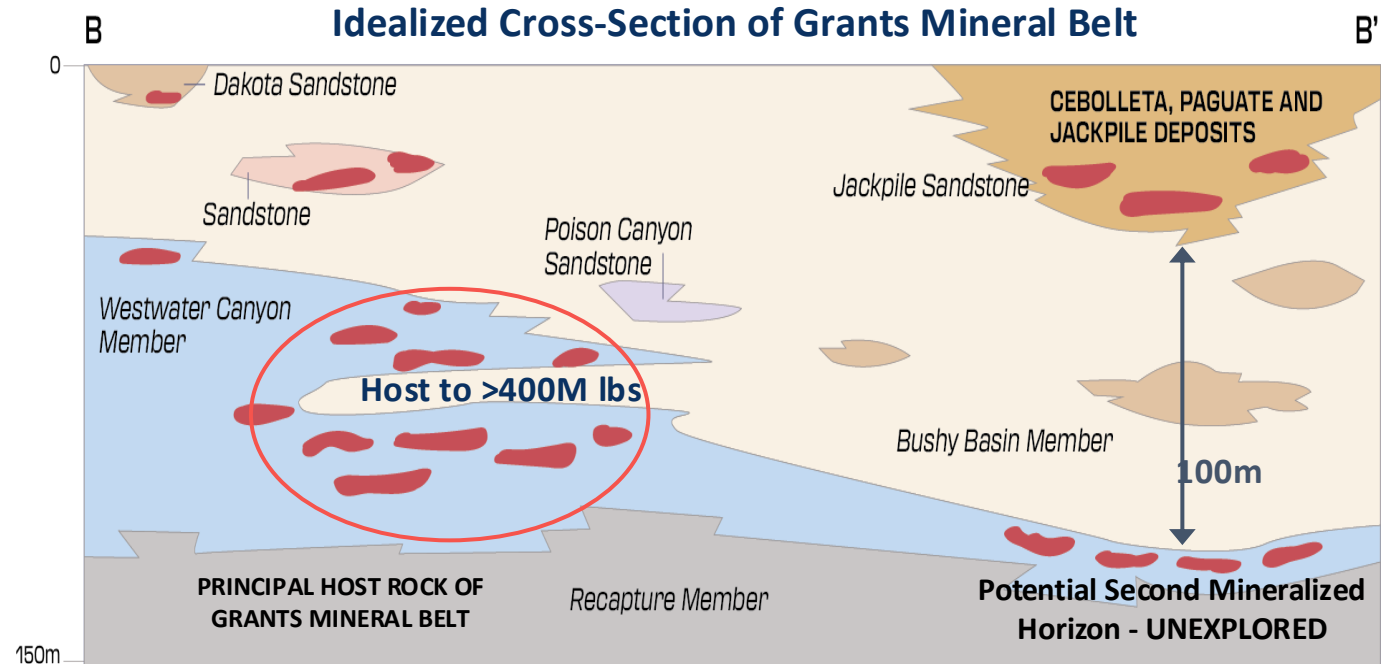 Idealized Cross-Section of Grants Mineral Belt
B
B'
0
Dakota Sandstone
CEBOLLETA, PAGUATE AND
JACKPILE DEPOSITS
Jackpile Sandstone
Sandstone
Poison Canyon
Sandstone
Westwater Canyon
Member
Host to >400M lbs
Bushy Basin Member
100m
PRINCIPAL HOST ROCK OF
GRANTS MINERAL BELT
Recapture Member
Potential Second Mineralized
Horizon - UNEXPLORED
150m